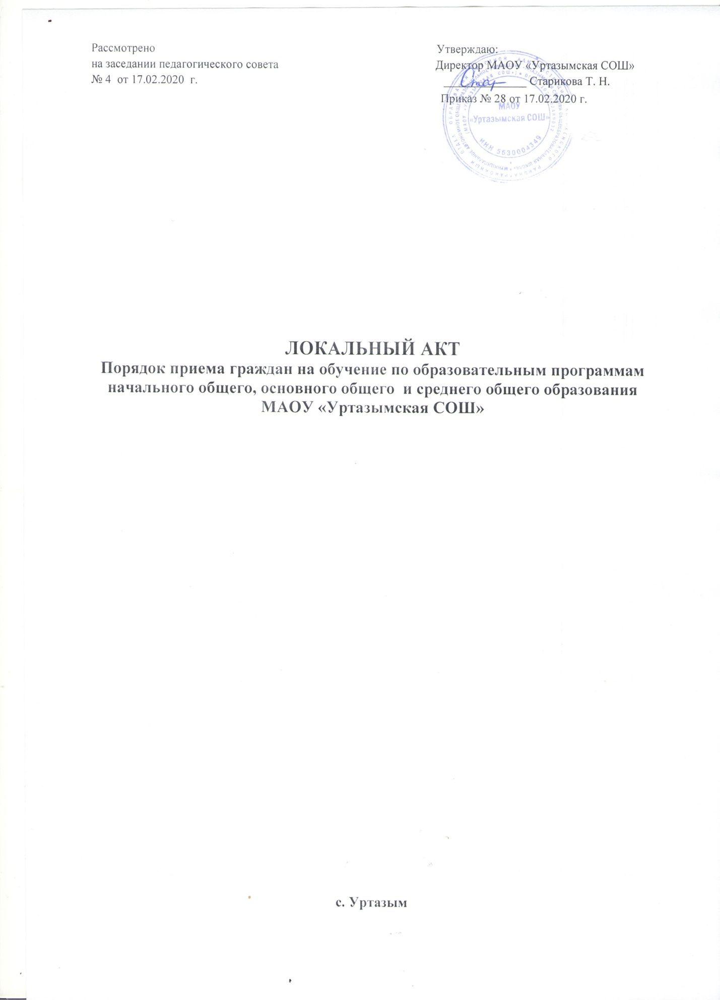 Рассмотрено
на заседании педагогического совета
№ 4 от 17.02.2020 г.
Утверждаю:
Директор МАОУ «Уртазымская СОШ»
Старикова Т. Н.
Приказ № 28 от 17.02.2020 г.
МАОУ
«Уртазымская СОШ»
ИНН 5630004349
ЛОКАЛЬНЫЙ АКТ
Порядок приема граждан на обучение по образовательным программам
начального общего, основного общего и среднего общего образования
МАОУ «Уртазымская СОШ»
с. Уртазым